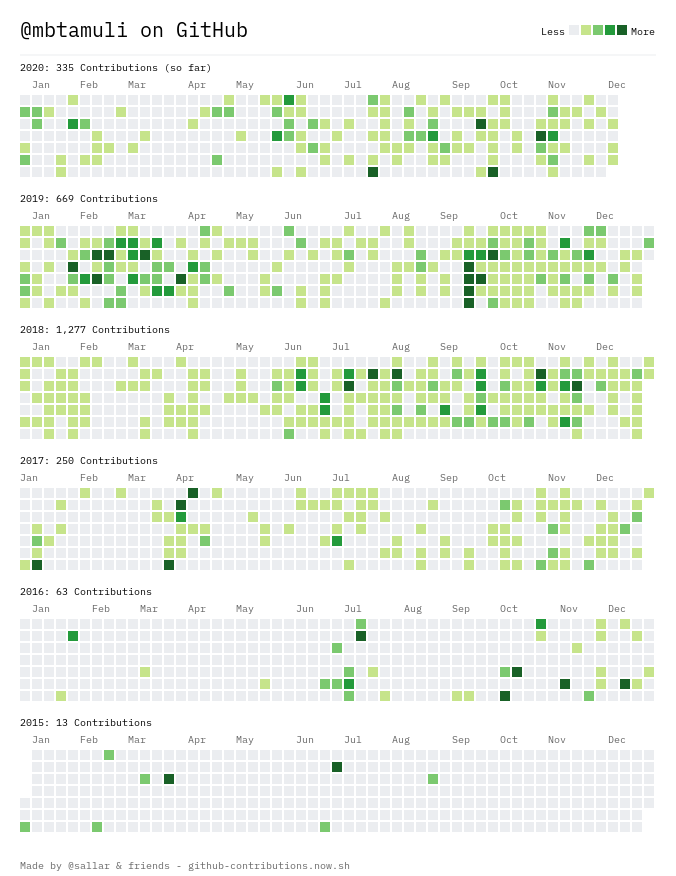 @mbtamuli on GitHub
Less More
2020: 335 Contributions (so far)
Jan Feb Mar Apr May Jun Jul Aug Sep Oct Nov Dec
2019: 669 Contributions
Jan Feb Mar Apr May Jun Jul Aug Sep Oct Nov Dec
2018: 1,277 Contributions
Jan Feb Mar Apr May Jun Jul Aug Sep Oct Nov Dec
2017: 250 Contributions
Jan Feb Mar Apr May Jun Jul Aug Sep Oct Nov Dec
2016: 63 Contributions
Jan Feb Mar Apr May Jun Jul Aug Sep Oct Nov Dec
2015: 13 Contributions
Jan Feb Mar Apr May Jun Jul Aug Sep Oct Nov Dec
Made by @sallar & friends - github-contributions.now.sh